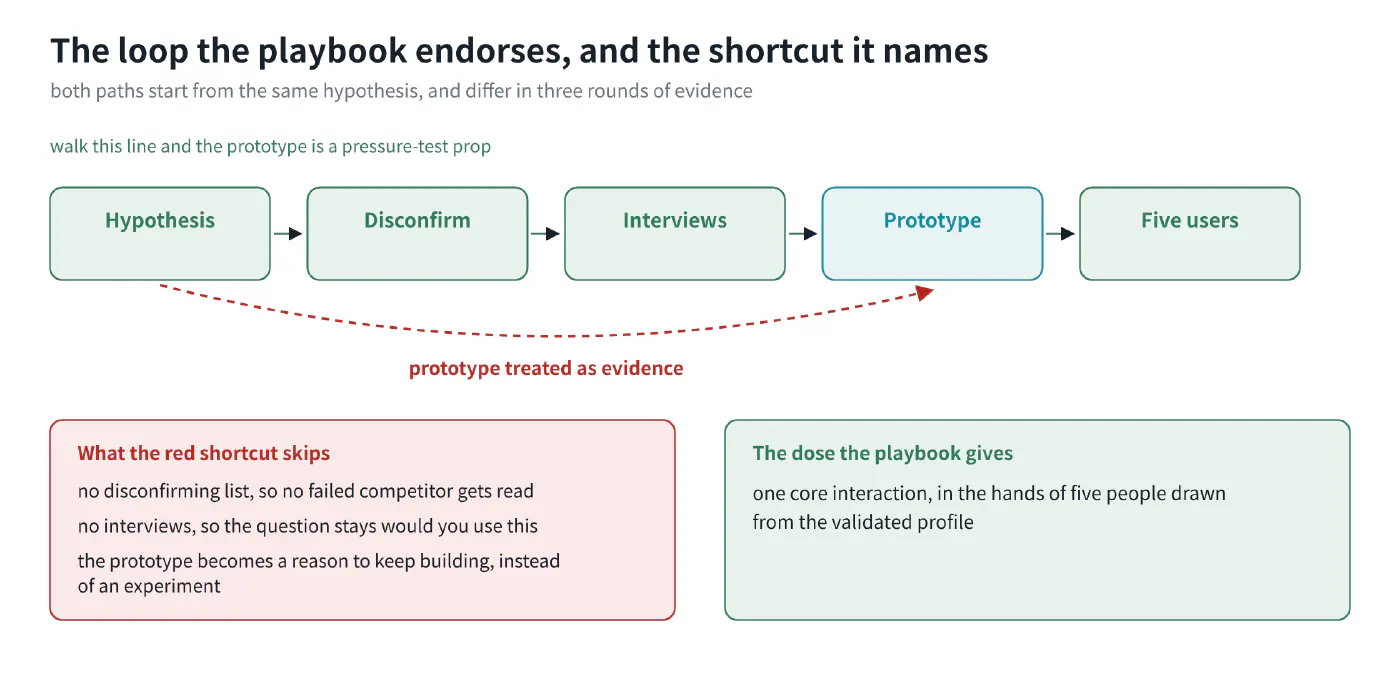 The loop the playbook endorses, and the shortcut it names
both paths start from the same hypothesis, and differ in three rounds of evidence
walk this line and the prototype is a pressure-test prop
Hypothesis
Disconfirm
Interviews
Prototype
Five users
prototype treated as evidence
What the red shortcut skips
no disconfirming list, so no failed competitor gets read
no interviews, so the question stays would you use this
the prototype becomes a reason to keep building, instead
of an experiment
The dose the playbook gives
one core interaction, in the hands of five people drawn
from the validated profile